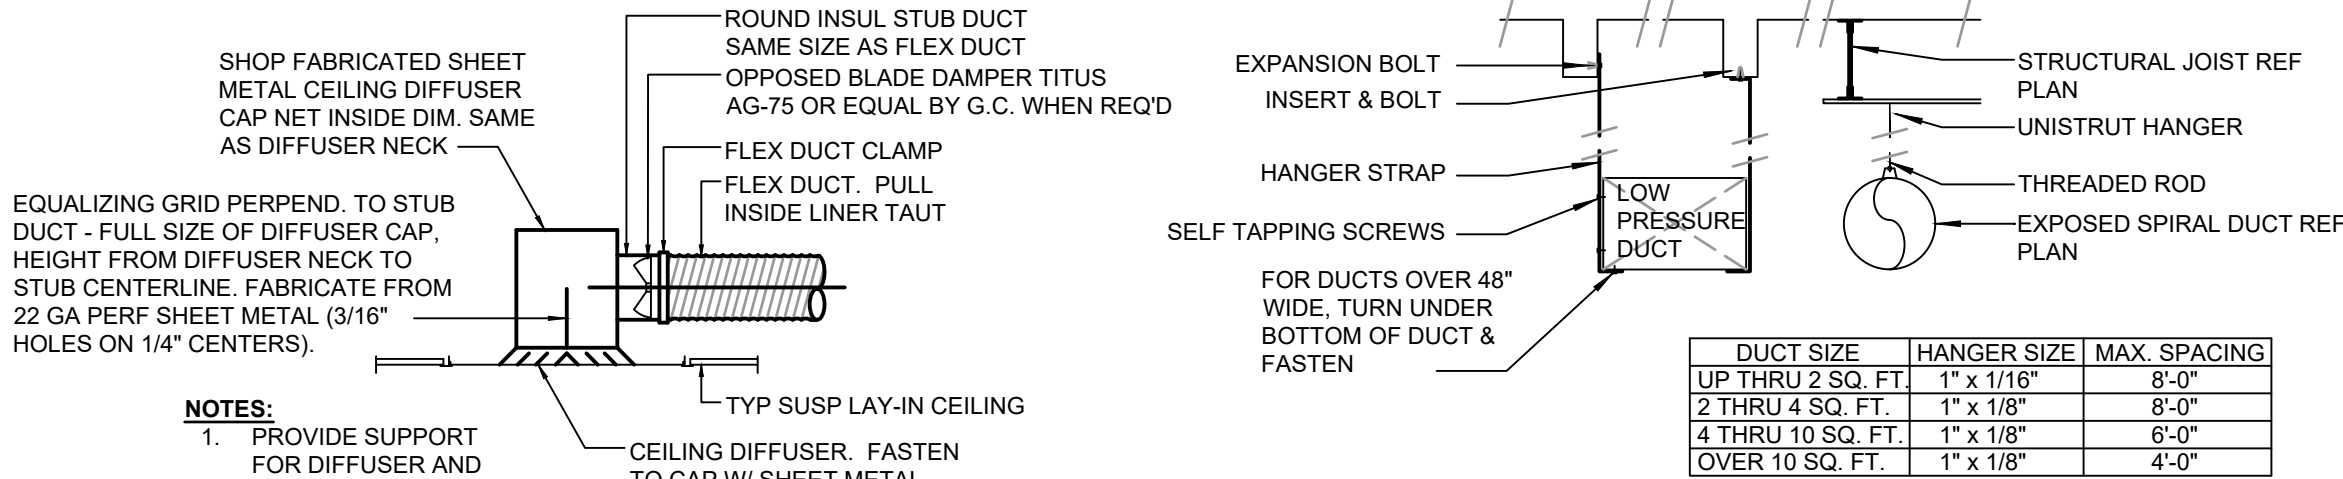 ROUND INSUL STUB DUCT
SAME SIZE AS FLEX DUCT
SHOP FABRICATED SHEET
METAL CEILING DIFFUSER
CAP NET INSIDE DIM. SAME
AS DIFFUSER NECK
OPPOSED BLADE DAMPER TITUS
AG-75 OR EQUAL BY G.C. WHEN REQ'D
FLEX DUCT CLAMP
FLEX DUCT.  PULL
INSIDE LINER TAUT
EQUALIZING GRID PERPEND. TO STUB
DUCT - FULL SIZE OF DIFFUSER CAP,
HEIGHT FROM DIFFUSER NECK TO
STUB CENTERLINE. FABRICATE FROM
22 GA PERF SHEET METAL (3/16"
HOLES ON 1/4" CENTERS).
TYP SUSP LAY-IN CEILING
NOTES:
1. PROVIDE SUPPORT
FOR DIFFUSER AND
CEILING DIFFUSER.  FASTEN
TO CAP W/ SHEET METAL
EXPANSION BOLT
INSERT & BOLT
HANGER STRAP
SELF TAPPING SCREWS
LOW
PRESSURE
DUCT
FOR DUCTS OVER 48"
WIDE, TURN UNDER
BOTTOM OF DUCT &
FASTEN
STRUCTURAL JOIST REF
PLAN
UNISTRUT HANGER
THREADED ROD
EXPOSED SPIRAL DUCT REF
PLAN
DUCT SIZE HANGER SIZE MAX. SPACING
UP THRU 2 SQ. FT. 1" x 1/16" 8'-0"
2 THRU 4 SQ. FT. 1" x 1/8" 8'-0"
4 THRU 10 SQ. FT. 1" x 1/8" 6'-0"
OVER 10 SQ. FT. 1" x 1/8" 4'-0"